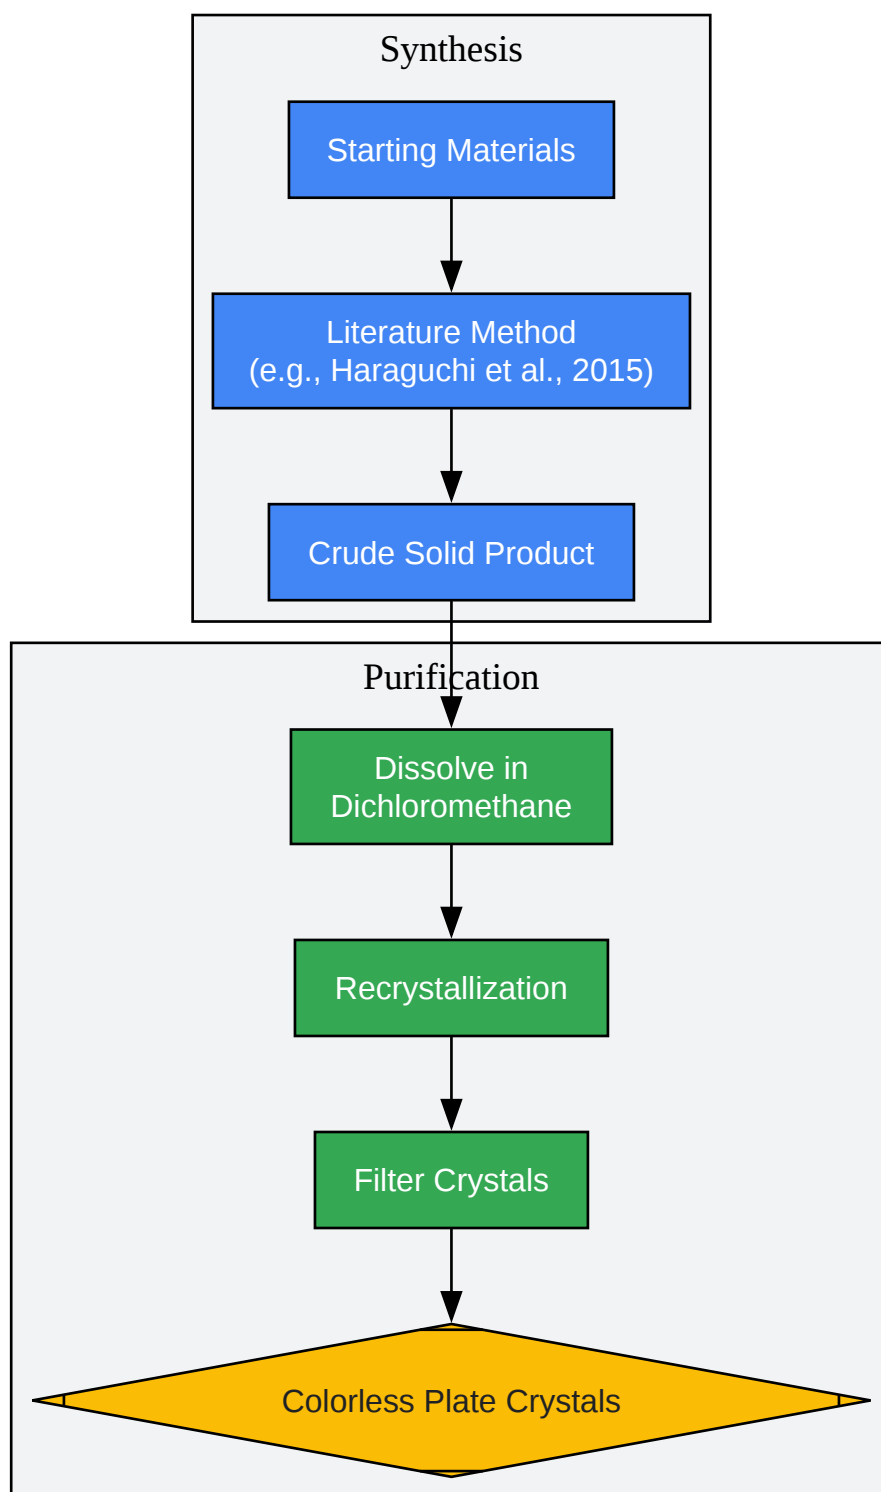 Synthesis
Starting Materials
Literature Method
(e.g., Haraguchi et al., 2015)
Crude Solid Product
Purification
Dissolve in
Dichloromethane
Recrystallization
Filter Crystals
Colorless Plate Crystals